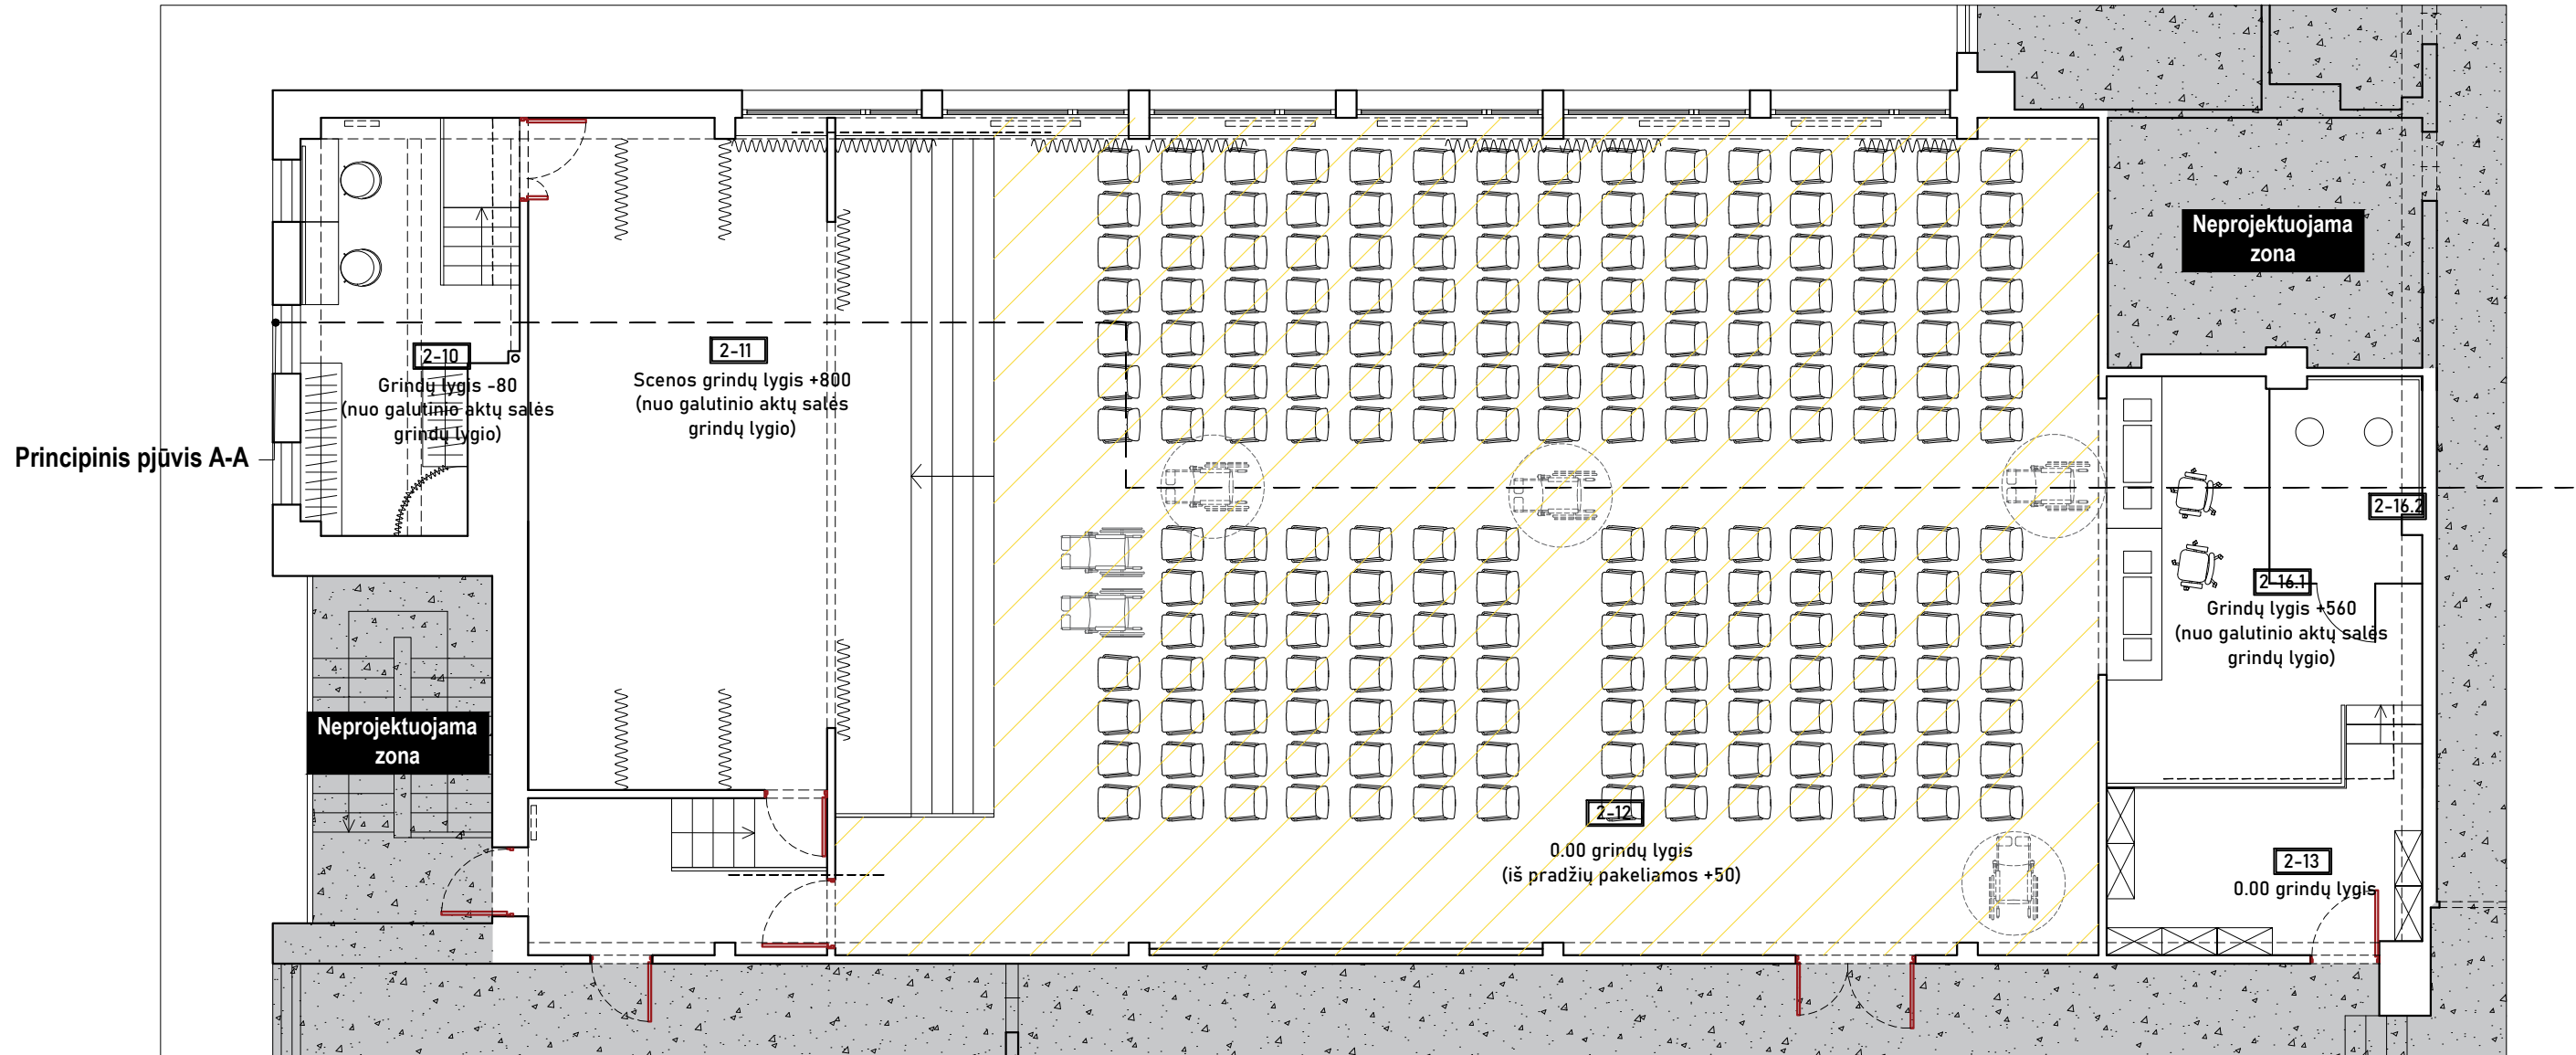 Neprojektuojama
zona
2-10
Grindų lygis -80
(nuo galutinio aktų salės
grindų lygio)
2-11
Scenos grindų lygis +800
(nuo galutinio aktų salės
grindų lygio)
Principinis pjūvis A-A
2-16.2
2-16.1
Grindų lygis +560
(nuo galutinio aktų salės
grindų lygio)
Neprojektuojama
zona
2-12
0.00 grindų lygis
(iš pradžių pakeliamos +50)
2-13
0.00 grindų lygis